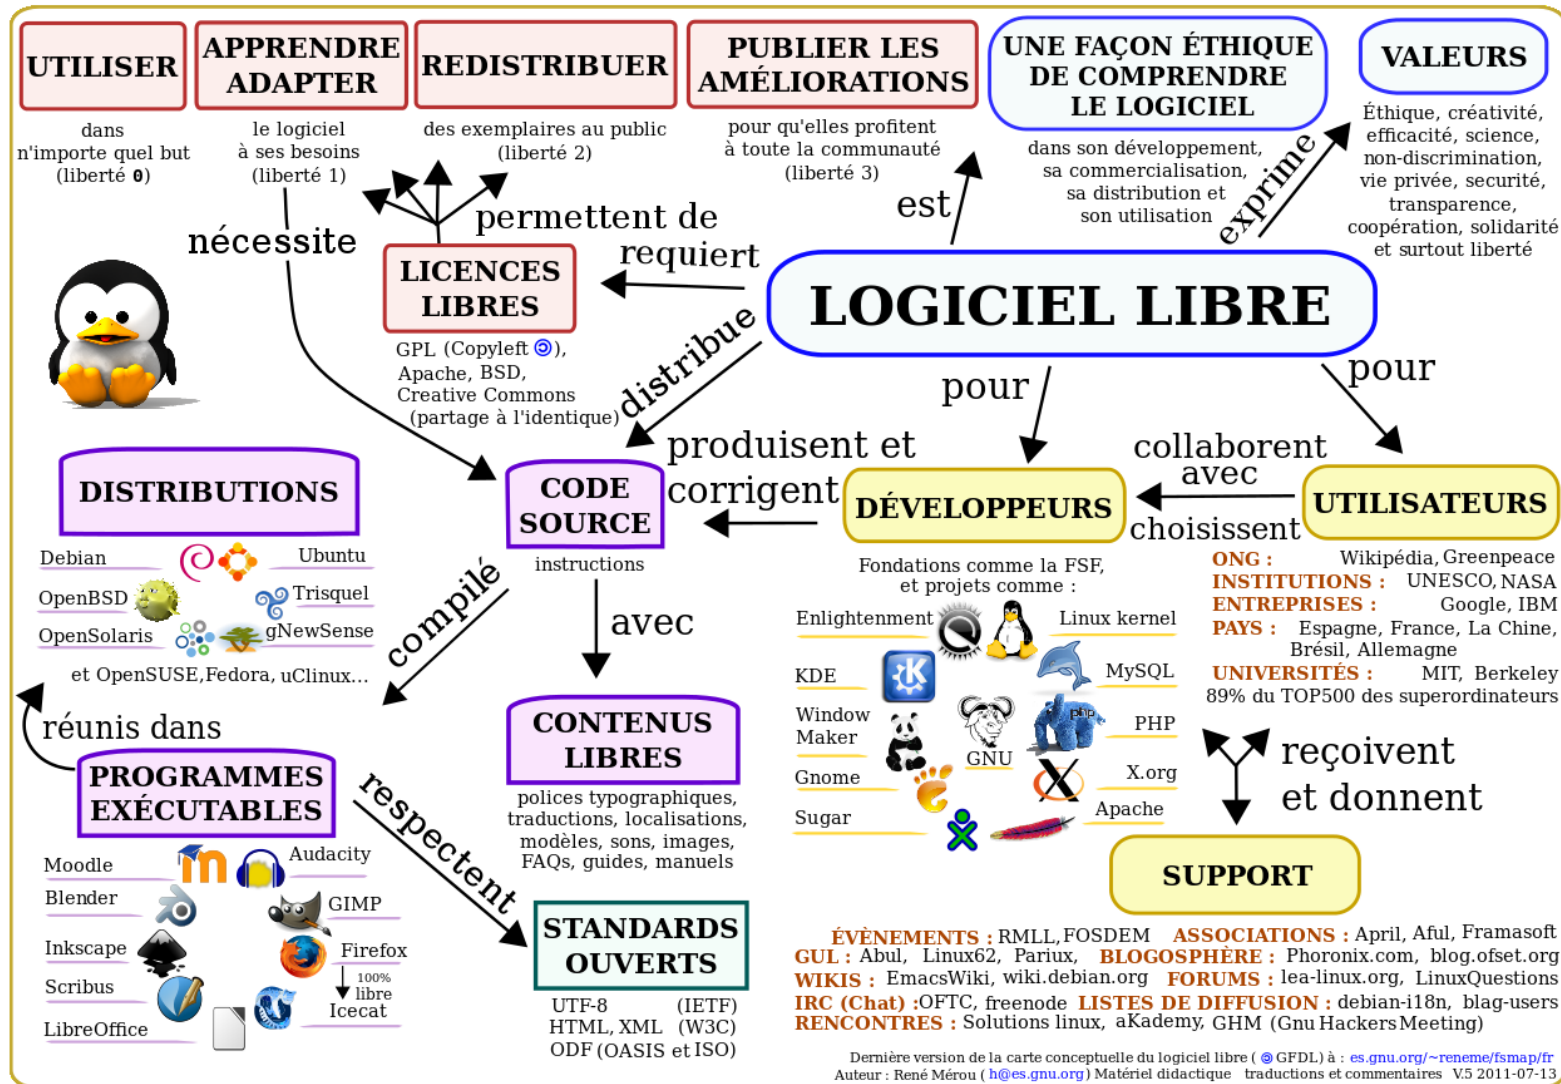 UTILISER
dans
n'importe quel but
(liberté 0)
APPRENDRE
ADAPTER
le logiciel
à ses besoins
(liberté 1)
REDISTRIBUER
des exemplaires au public
(liberté 2)
PUBLIER LES
AMÉLIORATIONS
pour qu'elles profitent
à toute la communauté
(liberté 3)
UNE FAÇON ÉTHIQUE
DE COMPRENDRE
LE LOGICIEL
dans son développement,
sa commercialisation,
sa distribution et
son utilisation
VALEURS
Éthique, créativité,
efficacité, science,
non-discrimination,
vie privée, securité,
transparence,
coopération, solidarité
et surtout liberté
nécessite
permettent de
requiert
est
exprime
LICENCES
LIBRES
GPL (Copyleft),
Apache, BSD,
Creative Commons
(partage à l'identique)
LOGICIEL LIBRE
distribue
pour
pour
produisent et
corrigent
collaborent
avec
choisissent
DISTRIBUTIONS
Debian
Ubuntu
OpenBSD
Trisquel
OpenSolaris
gNewSense
et OpenSUSE, Fedora, uClinux...
CODE
SOURCE
instructions
compilé
avec
DÉVELOPPEURS
Fondations comme la FSF,
et projets comme :
Enlightenment
Linux kernel
KDE
MySQL
Window
Maker
GNU
php
PHP
Gnome
X.org
Sugar
Apache
UTILISATEURS
ONG : Wikipédia, Greenpeace
INSTITUTIONS : UNESCO, NASA
ENTREPRISES : Google, IBM
PAYS : Espagne, France, La Chine,
Brésil, Allemagne
UNIVERSITÉS : MIT, Berkeley
89% du TOP500 des superordinateurs
réunis dans
PROGRAMMES
EXÉCUTABLES
respectent
Moodle
Audacity
Blender
GIMP
Inkscape
Firefox
100%
libre
Icecat
Scribus
LibreOffice
CONTENUS
LIBRES
polices typographiques,
traductions, localisations,
modèles, sons, images,
FAQs, guides, manuels
STANDARDS
OUVERTS
UTF-8 (IETF)
HTML, XML (W3C)
ODF (OASIS et ISO)
reçoivent
et donnent
SUPPORT
ÉVÈNEMENTS : RMLL, FOSDEM ASSOCIATIONS : April, Aful, Framasoft
GUL : Abul, Linux62, Pariux, BLOGOSPHÈRE : Phoronix.com, blog.ofset.org
WIKIS : EmacsWiki, wiki.debian.org FORUMS : lea-linux.org, LinuxQuestions
IRC (Chat) :OFTC, freenode LISTES DE DIFFUSION : debian-i18n, blag-users
RENCONTRES : Solutions linux, aKademy, GHM (Gnu Hackers Meeting)
Dernière version de la carte conceptuelle du logiciel libre ( GFDL) à : es.gnu.org/~reneme/fsmap/fr
Auteur : René Mérou ( h@es.gnu.org) Matériel didactique traductions et commentaires V.5 2011-07-13